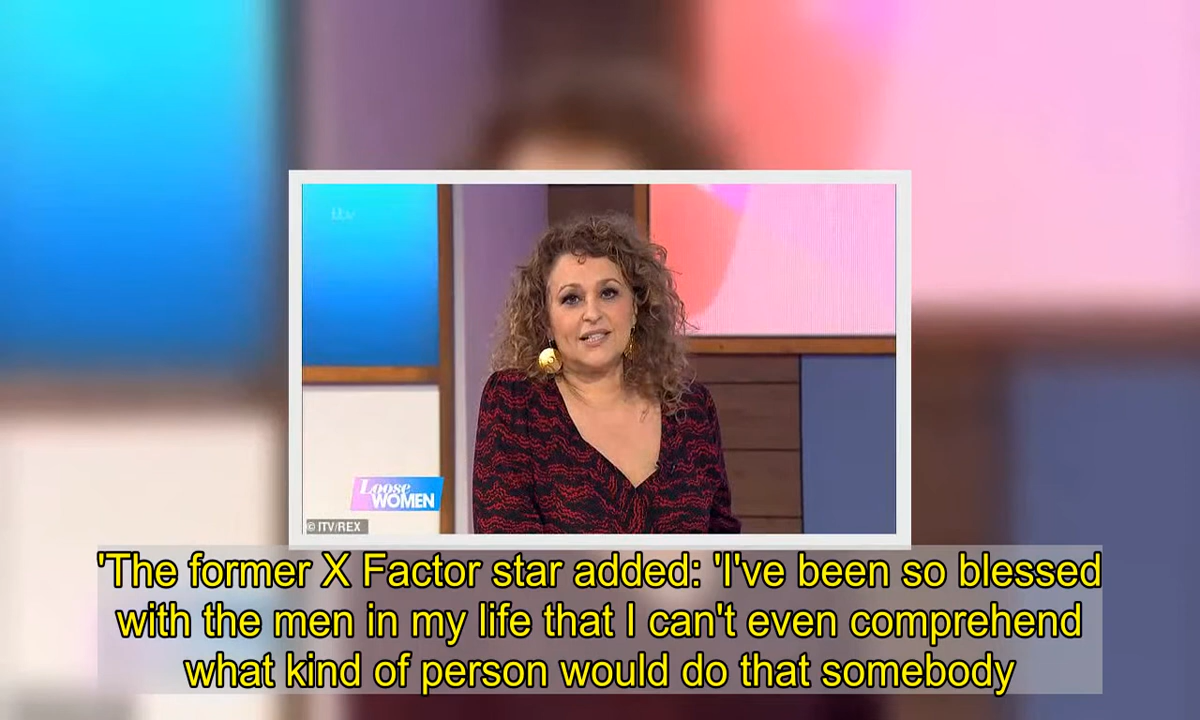 itv
Loose
WOMEN
© ITV/REX
'The former X Factor star added: 'I've been so blessed
with the men in my life that I can't even comprehend
what kind of person would do that somebody